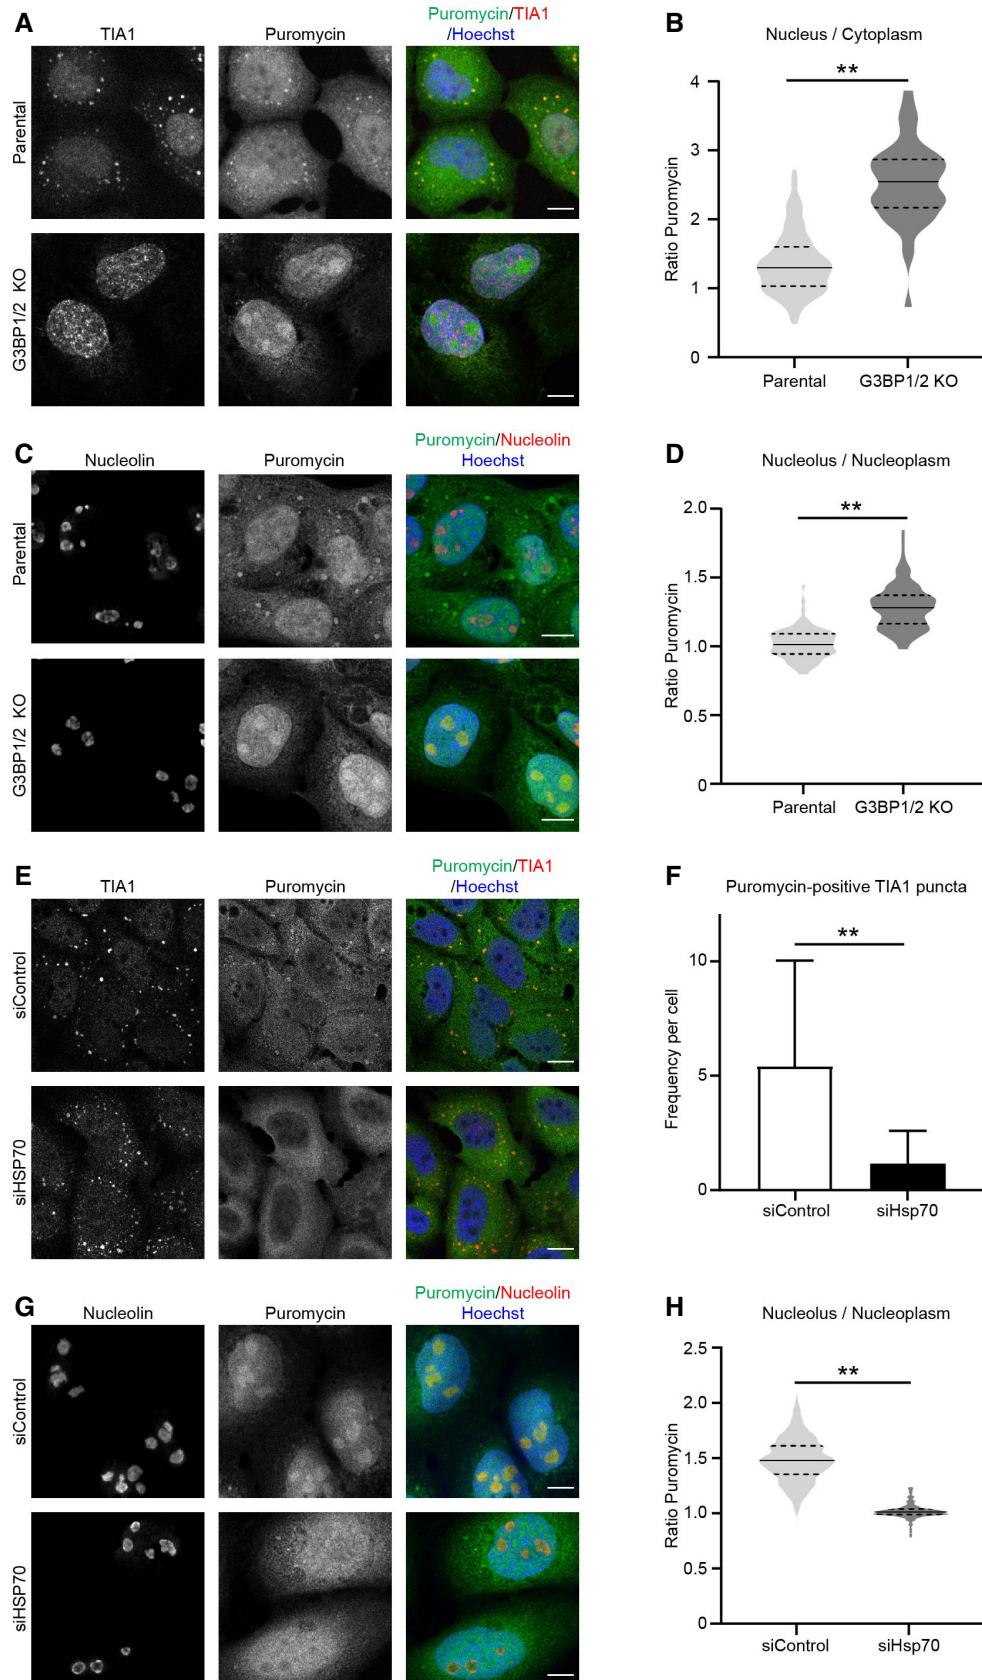 A
TIA1
Puromycin
Puromycin/TIA1
/Hoechst
Parental
G3BP1/2 KO
B
Nucleus / Cytoplasm
**
4
3
2
1
0
Ratio Puromycin
Parental
G3BP1/2 KO
C
Nucleolin
Puromycin
Puromycin/Nucleolin
Hoechst
Parental
G3BP1/2 KO
D
Nucleolus / Nucleoplasm
**
2.0
1.5
1.0
0.5
0
Ratio Puromycin
Parental
G3BP1/2 KO
E
TIA1
Puromycin
Puromycin/TIA1
/Hoechst
siControl
siHSP70
F
Puromycin-positive TIA1 puncta
**
10
5
0
Frequency per cell
siControl
siHsp70
G
Nucleolin
Puromycin
Puromycin/Nucleolin
Hoechst
siControl
siHSP70
H
Nucleolus / Nucleoplasm
**
2.5
2.0
1.5
1.0
0.5
0
Ratio Puromycin
siControl
siHsp70